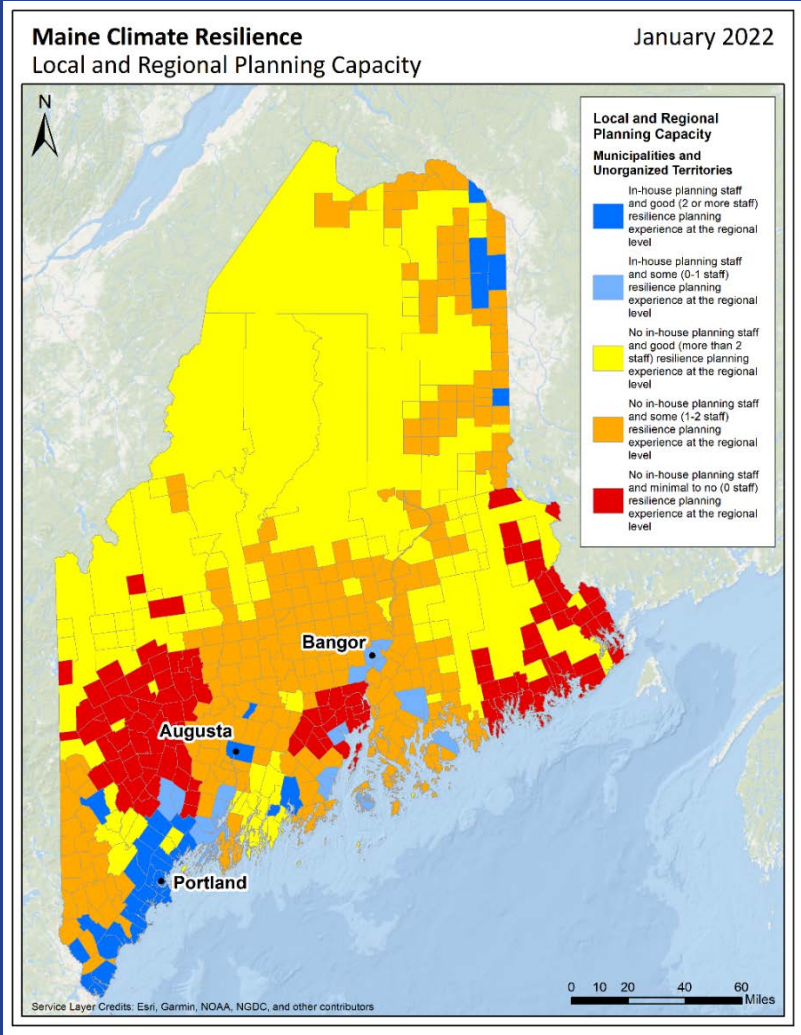 Maine Climate Resilience
January 2022
Local and Regional Planning Capacity
N
Local and Regional
Planning Capacity
Municipalities and
Unorganized Territories
In-house planning staff
and good (2 or more staff)
resilience planning
experience at the regional
level
In-house planning staff
and some (0-1 staff)
resilience planning
experience at the regional
level
No in-house planning staff
and good (more than 2
staff) resilience planning
experience at the regional
level
No in-house planning staff
and some (1-2 staff)
resilience planning
experience at the regional
level
No in-house planning staff
and minimal to no (0 staff)
resilience planning
experience at the regional
level
Bangor
Augusta
Portland
0 10 20 40 60
Miles
Service Layer Credits: Esri, Garmin, NOAA, NGDC, and other contributors